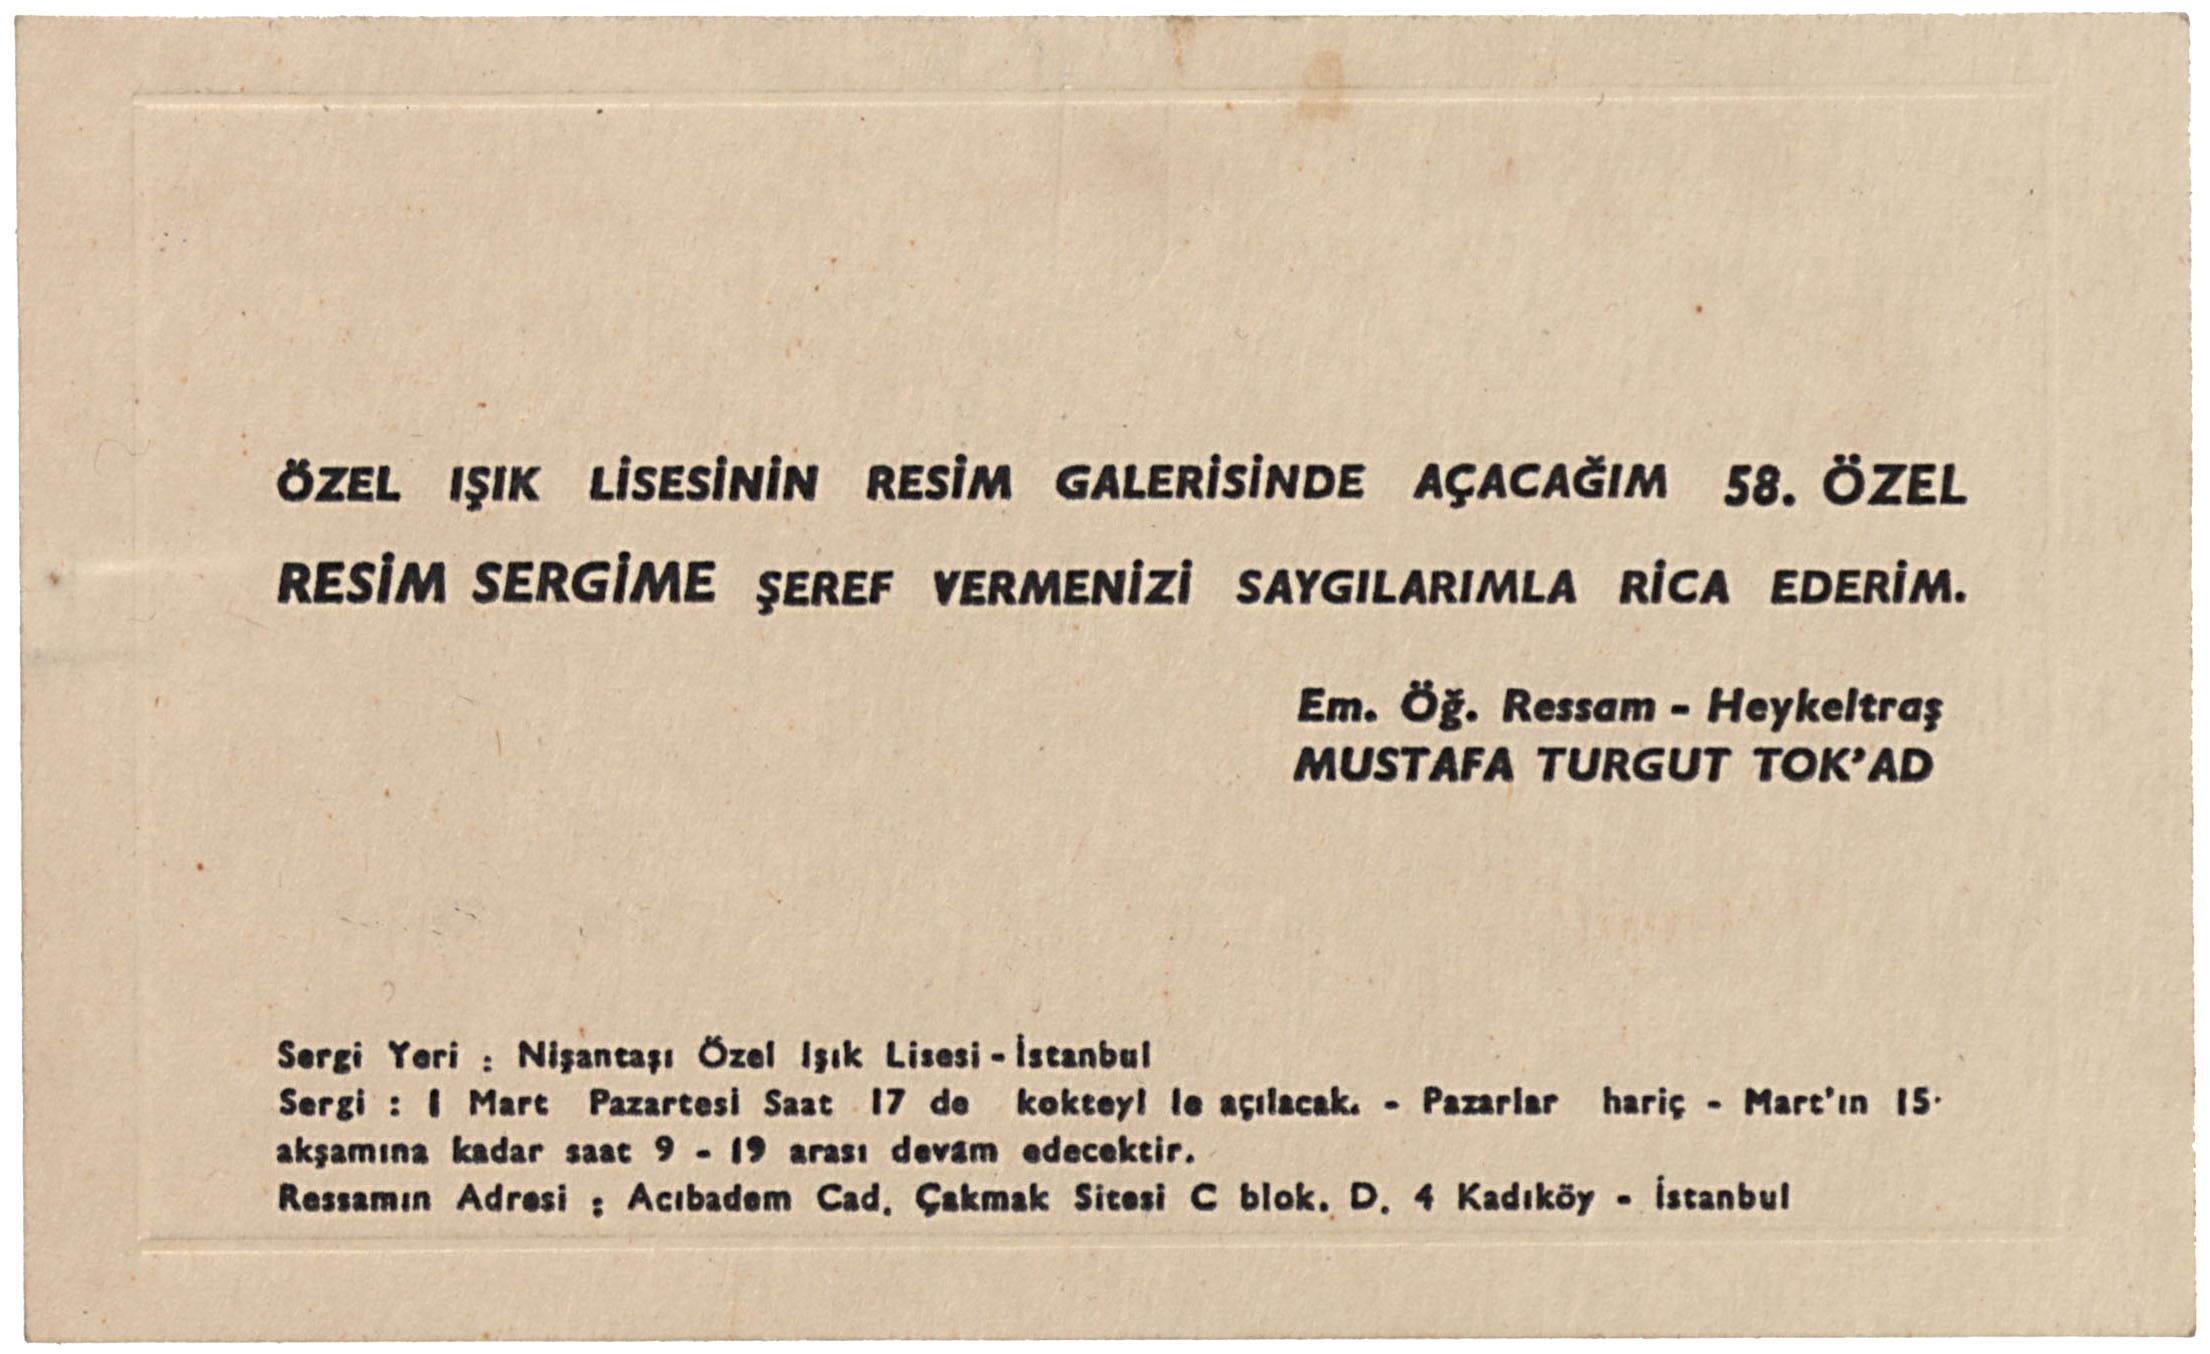 ÖZEL IŞIK LİSESİNİN RESİM GALERİSİNDE AÇACAĞIM 58. ÖZEL
RESİM SERGİME ŞEREF VERMENİZİ SAYGILARIMLA RİCA EDERİM.
Em. Öğ. Ressam - Heykeltraş
MUSTAFA TURGUT TOK'AD
Sergi Yeri : Nişantaşı Özel Işık Lisesi - İstanbul
Sergi : 1 Mart Pazartesi Saat 17 de kokteyl le açılacak. - Pazarlar hariç - Mart'ın 15.
akşamına kadar saat 9 - 19 arası devâm edecektir.
Ressamın Adresi : Acıbadem Cad. Çakmak Sitesi C blok. D. 4 Kadıköy - İstanbul